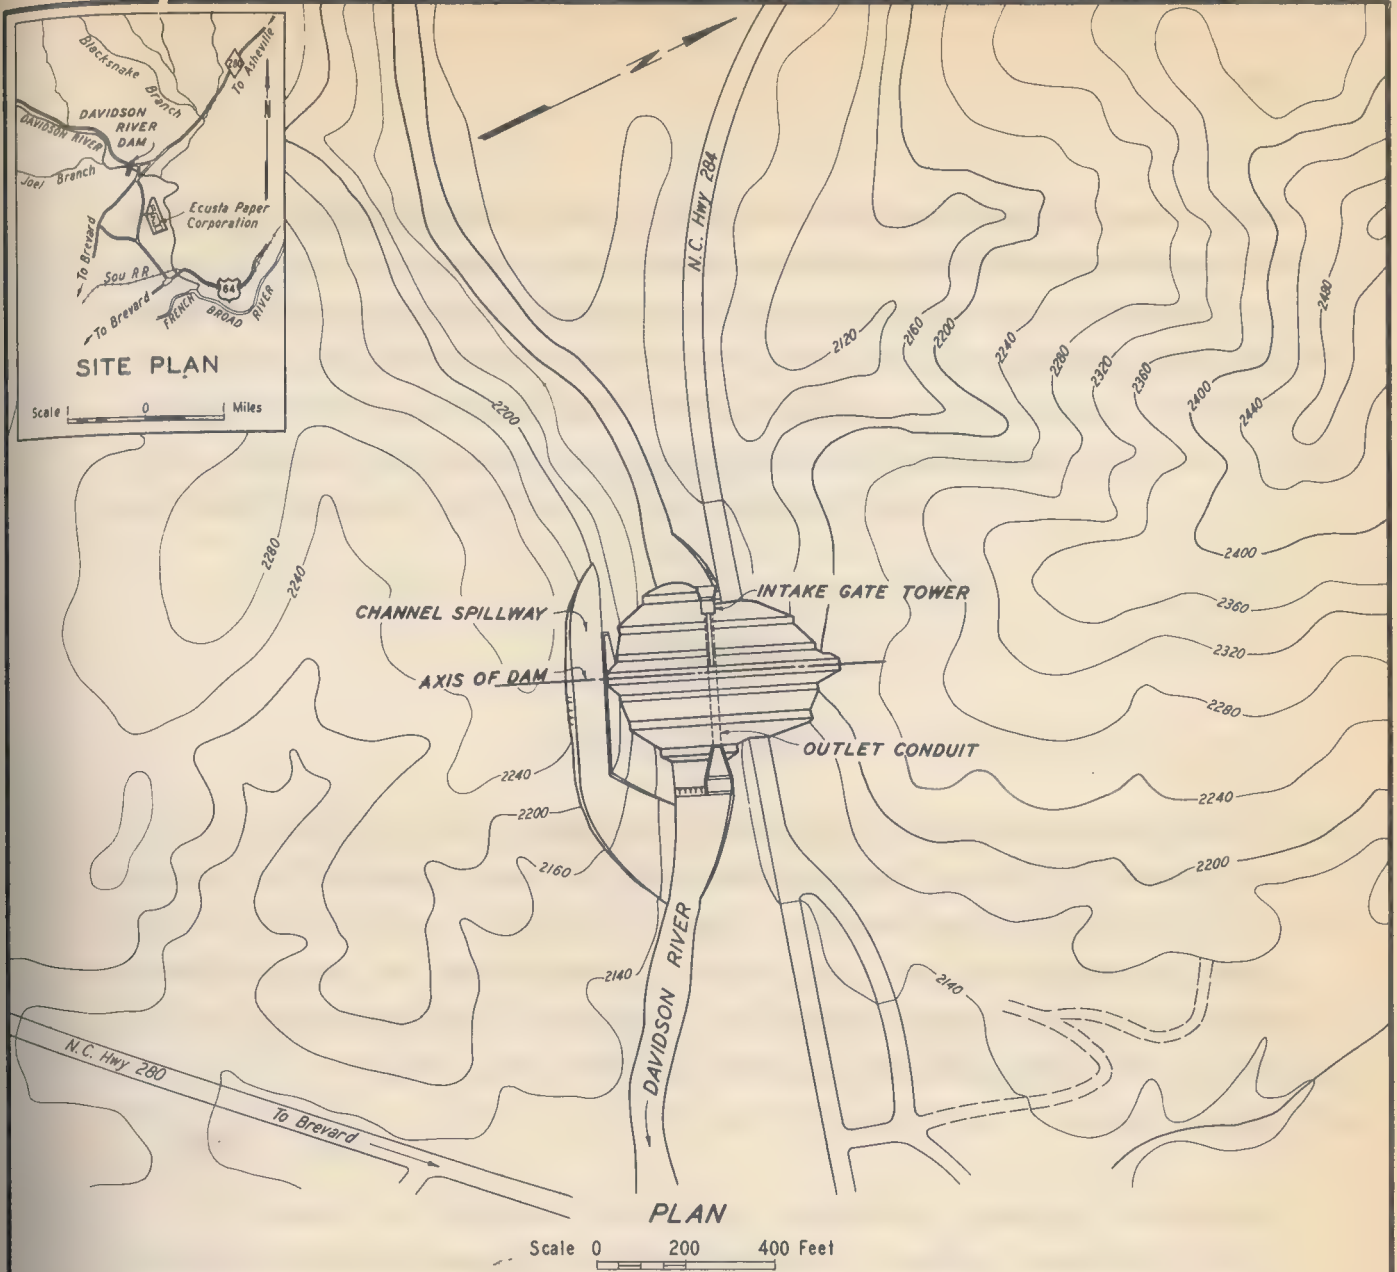 Blacksnake
Branch
280
To Asheville
N
DAVIDSON
RIVER
DAM
DAVIDSON RIVER
Joel Branch
Ecusta Paper
Corporation
To Brevard
Sou RR
64
To Brevard
FRENCH BROAD RIVER
SITE PLAN
Scale 1 0 1 Miles
N
N.C. Hwy 284
2120
2160
2200
2240
2280
2320
2360
2400
2440
2480
2200
2280
2240
2400
2360
2320
2280
2240
2200
2140
CHANNEL SPILLWAY
AXIS OF DAM
INTAKE GATE TOWER
OUTLET CONDUIT
2240
2200
2160
2140
DAVIDSON RIVER
N.C. Hwy 280
To Brevard
PLAN
Scale 0 200 400 Feet